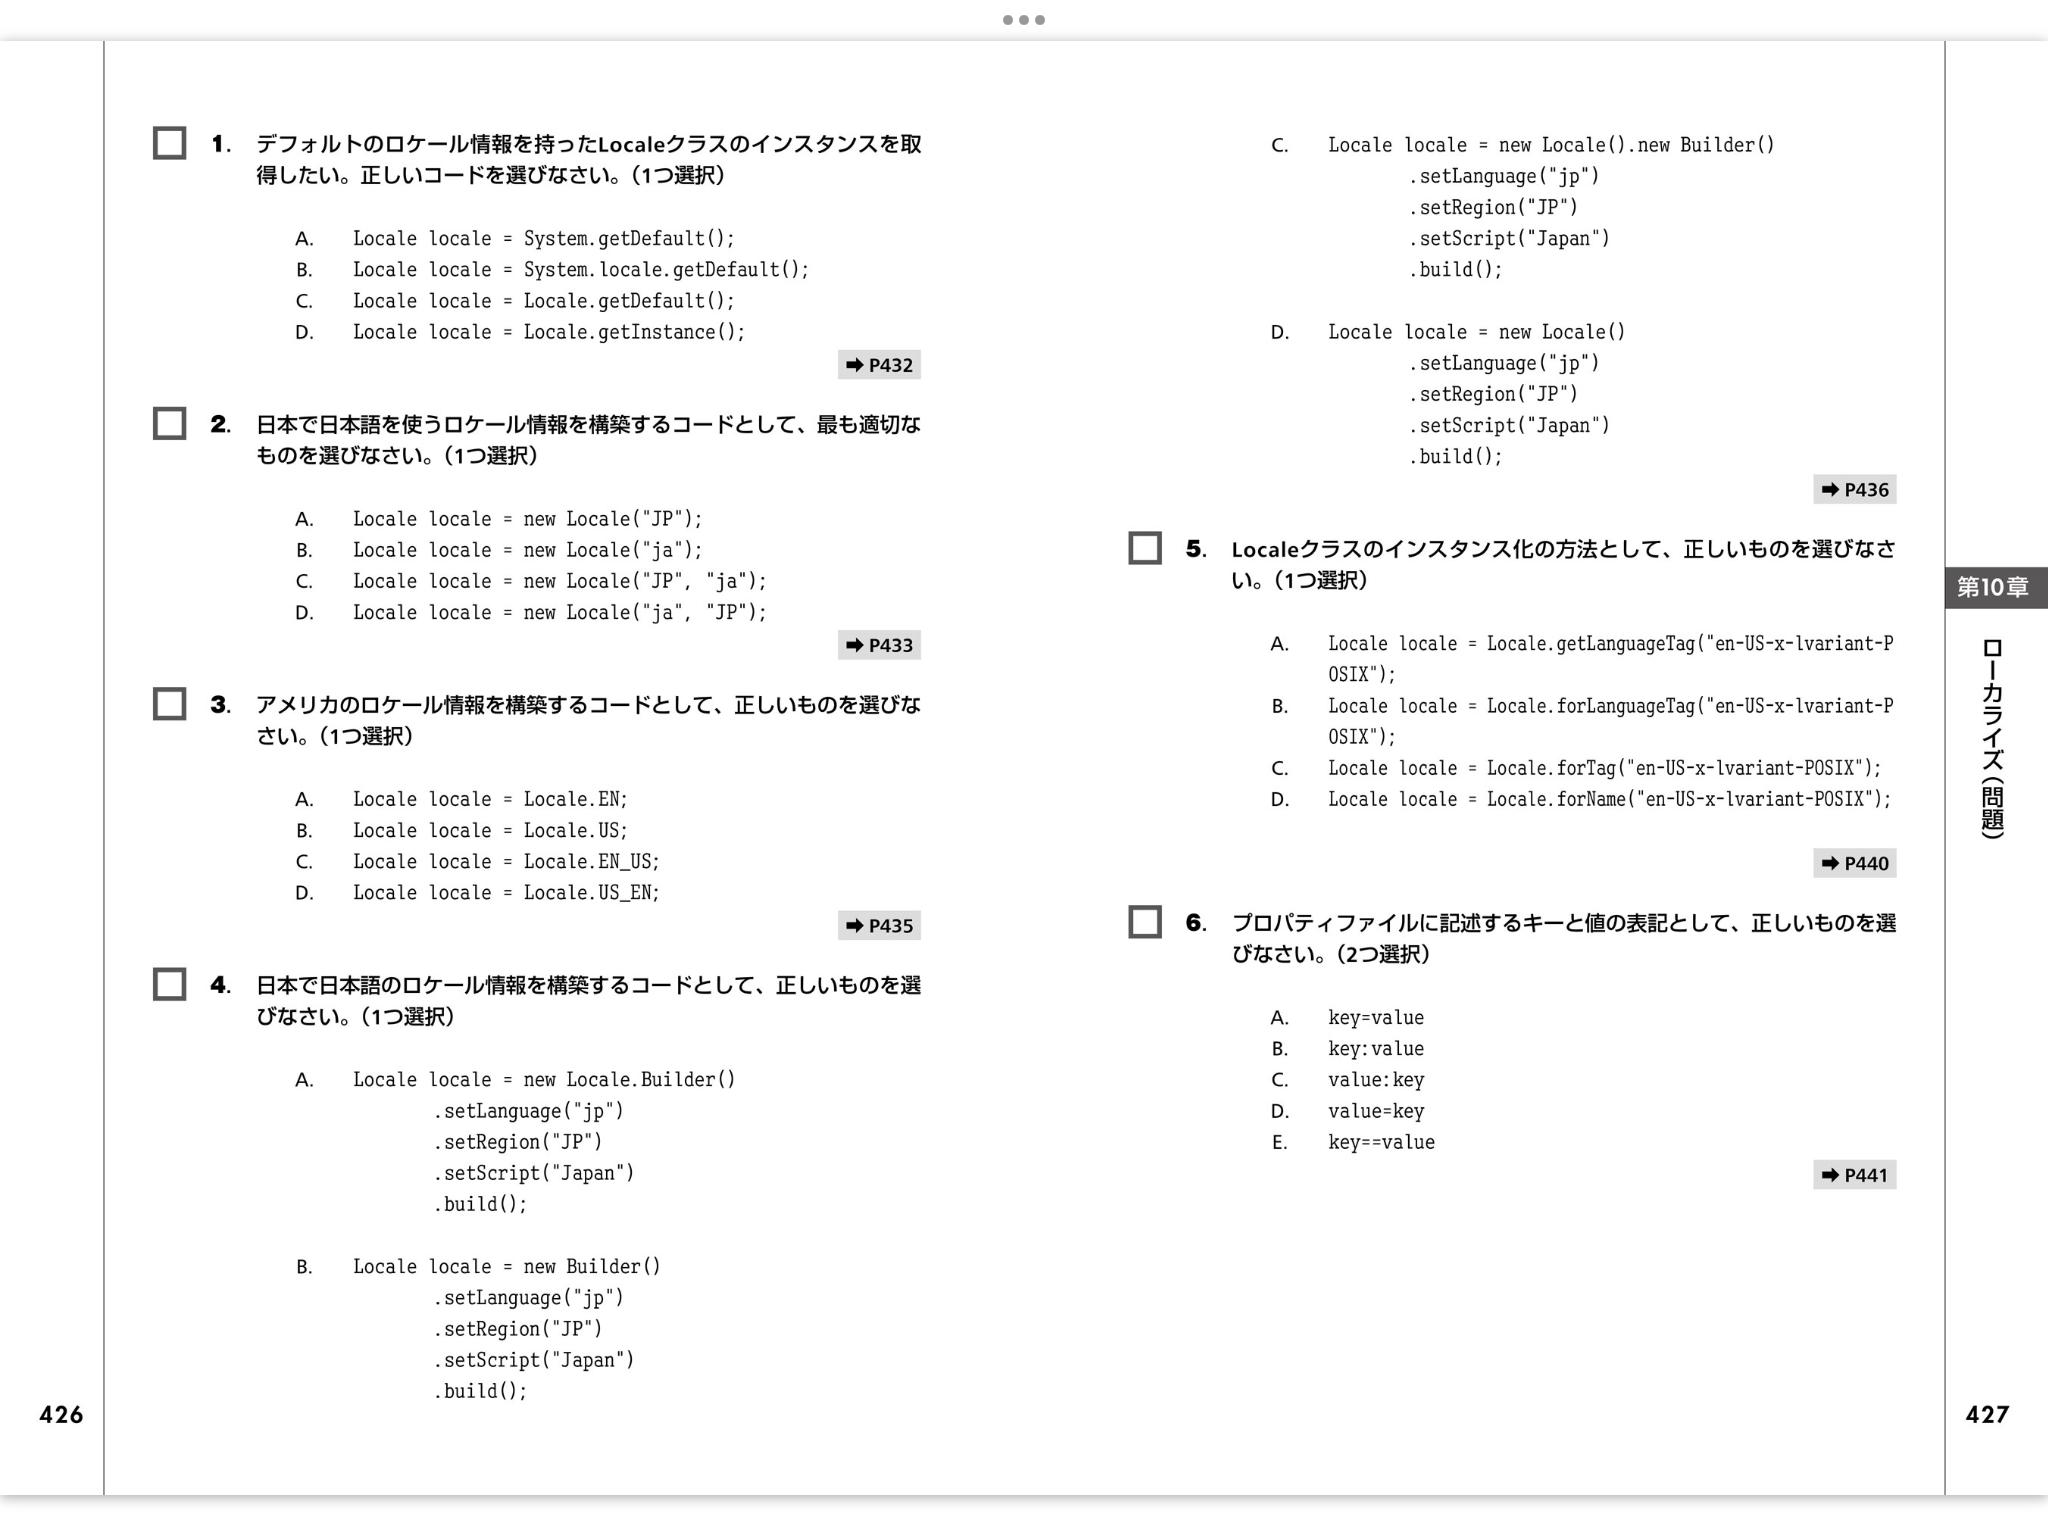 1. デフォルトのロケール情報を持ったLocaleクラスのインスタンスを取
得したい。正しいコードを選びなさい。（1つ選択）
A. Locale locale = System.getDefault();
B. Locale locale = System.locale.getDefault();
C. Locale locale = Locale.getDefault();
D. Locale locale = Locale.getInstance();
➡ P432
2. 日本で日本語を使うロケール情報を構築するコードとして、最も適切な
ものを選びなさい。（1つ選択）
A. Locale locale = new Locale("JP");
B. Locale locale = new Locale("ja");
C. Locale locale = new Locale("JP", "ja");
D. Locale locale = new Locale("ja", "JP");
➡ P433
3. アメリカのロケール情報を構築するコードとして、正しいものを選びな
さい。（1つ選択）
A. Locale locale = Locale.EN;
B. Locale locale = Locale.US;
C. Locale locale = Locale.EN_US;
D. Locale locale = Locale.US_EN;
➡ P435
4. 日本で日本語のロケール情報を構築するコードとして、正しいものを選
びなさい。（1つ選択）
A. Locale locale = new Locale.Builder()
.setLanguage("jp")
.setRegion("JP")
.setScript("Japan")
.build();
B. Locale locale = new Builder()
.setLanguage("jp")
.setRegion("JP")
.setScript("Japan")
.build();
426
C. Locale locale = new Locale().new Builder()
.setLanguage("jp")
.setRegion("JP")
.setScript("Japan")
.build();
D. Locale locale = new Locale()
.setLanguage("jp")
.setRegion("JP")
.setScript("Japan")
.build();
➡ P436
5. Localeクラスのインスタンス化の方法として、正しいものを選びなさ
い。（1つ選択）
A. Locale locale = Locale.getLanguageTag("en-US-x-lvariant-P
OSIX");
B. Locale locale = Locale.forLanguageTag("en-US-x-lvariant-P
OSIX");
C. Locale locale = Locale.forTag("en-US-x-lvariant-POSIX");
D. Locale locale = Locale.forName("en-US-x-lvariant-POSIX");
➡ P440
6. プロパティファイルに記述するキーと値の表記として、正しいものを選
びなさい。（2つ選択）
A. key=value
B. key:value
C. value:key
D. value=key
E. key==value
➡ P441
第10章
ローカライズ（問題）
427